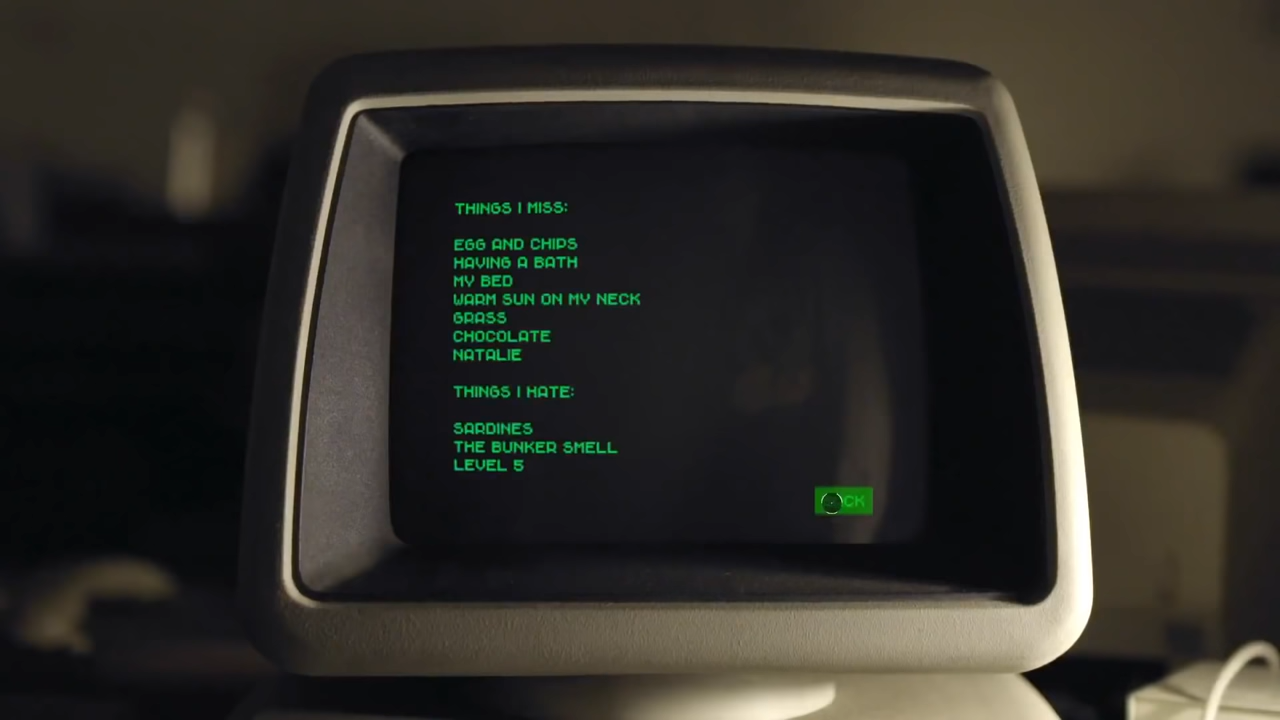 THINGS I MISS:
EGG AND CHIPS
HAVING A BATH
MY BED
WARM SUN ON MY NECK
GRASS
CHOCOLATE
NATALIE
THINGS I HATE:
SARDINES
THE BUNKER SMELL
LEVEL 5